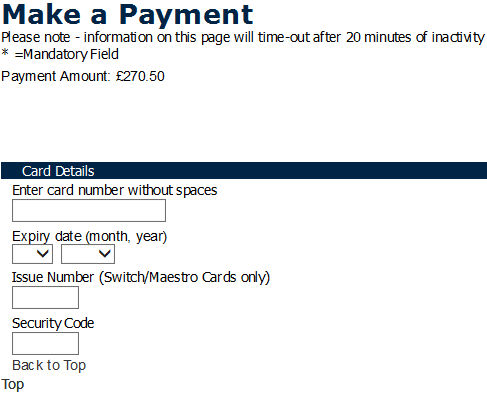 Make a Payment
Please note - information on this page will time-out after 20 minutes of inactivity
* =Mandatory Field
Payment Amount: £270.50
Card Details
Enter card number without spaces
Expiry date (month, year)
Issue Number (Switch/Maestro Cards only)
Security Code
Back to Top
Top